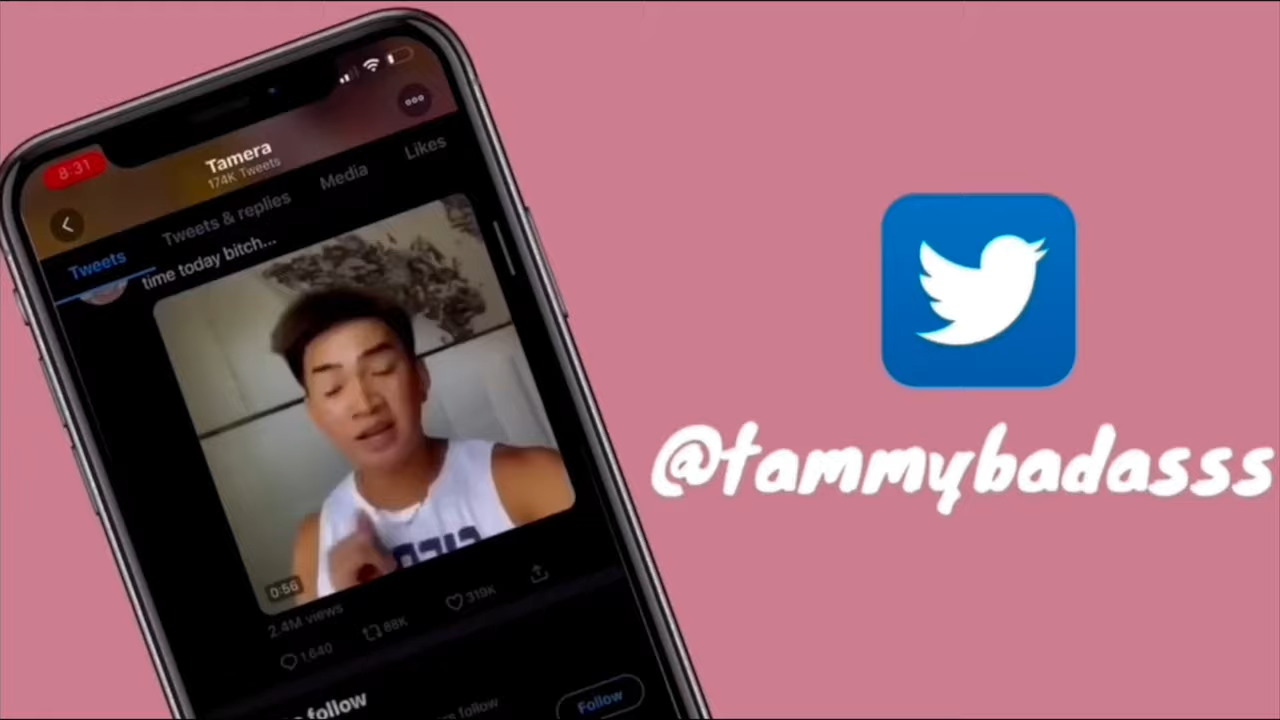 8:31
Tamera
174K Tweets
Tweets
Tweets & replies
Media
Likes
time today bitch...
0:56
2.4M views
1,640
88K
319K
follow
follow
Follow
@tammybadasss